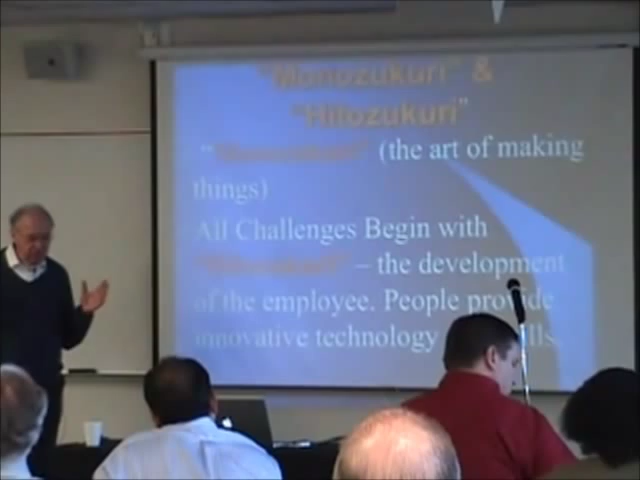 "Monozukuri" &
"Hitozukuri"
(the art of making
things)
All Challenges Begin with
– the development
of the employee. People provide
innovative technology